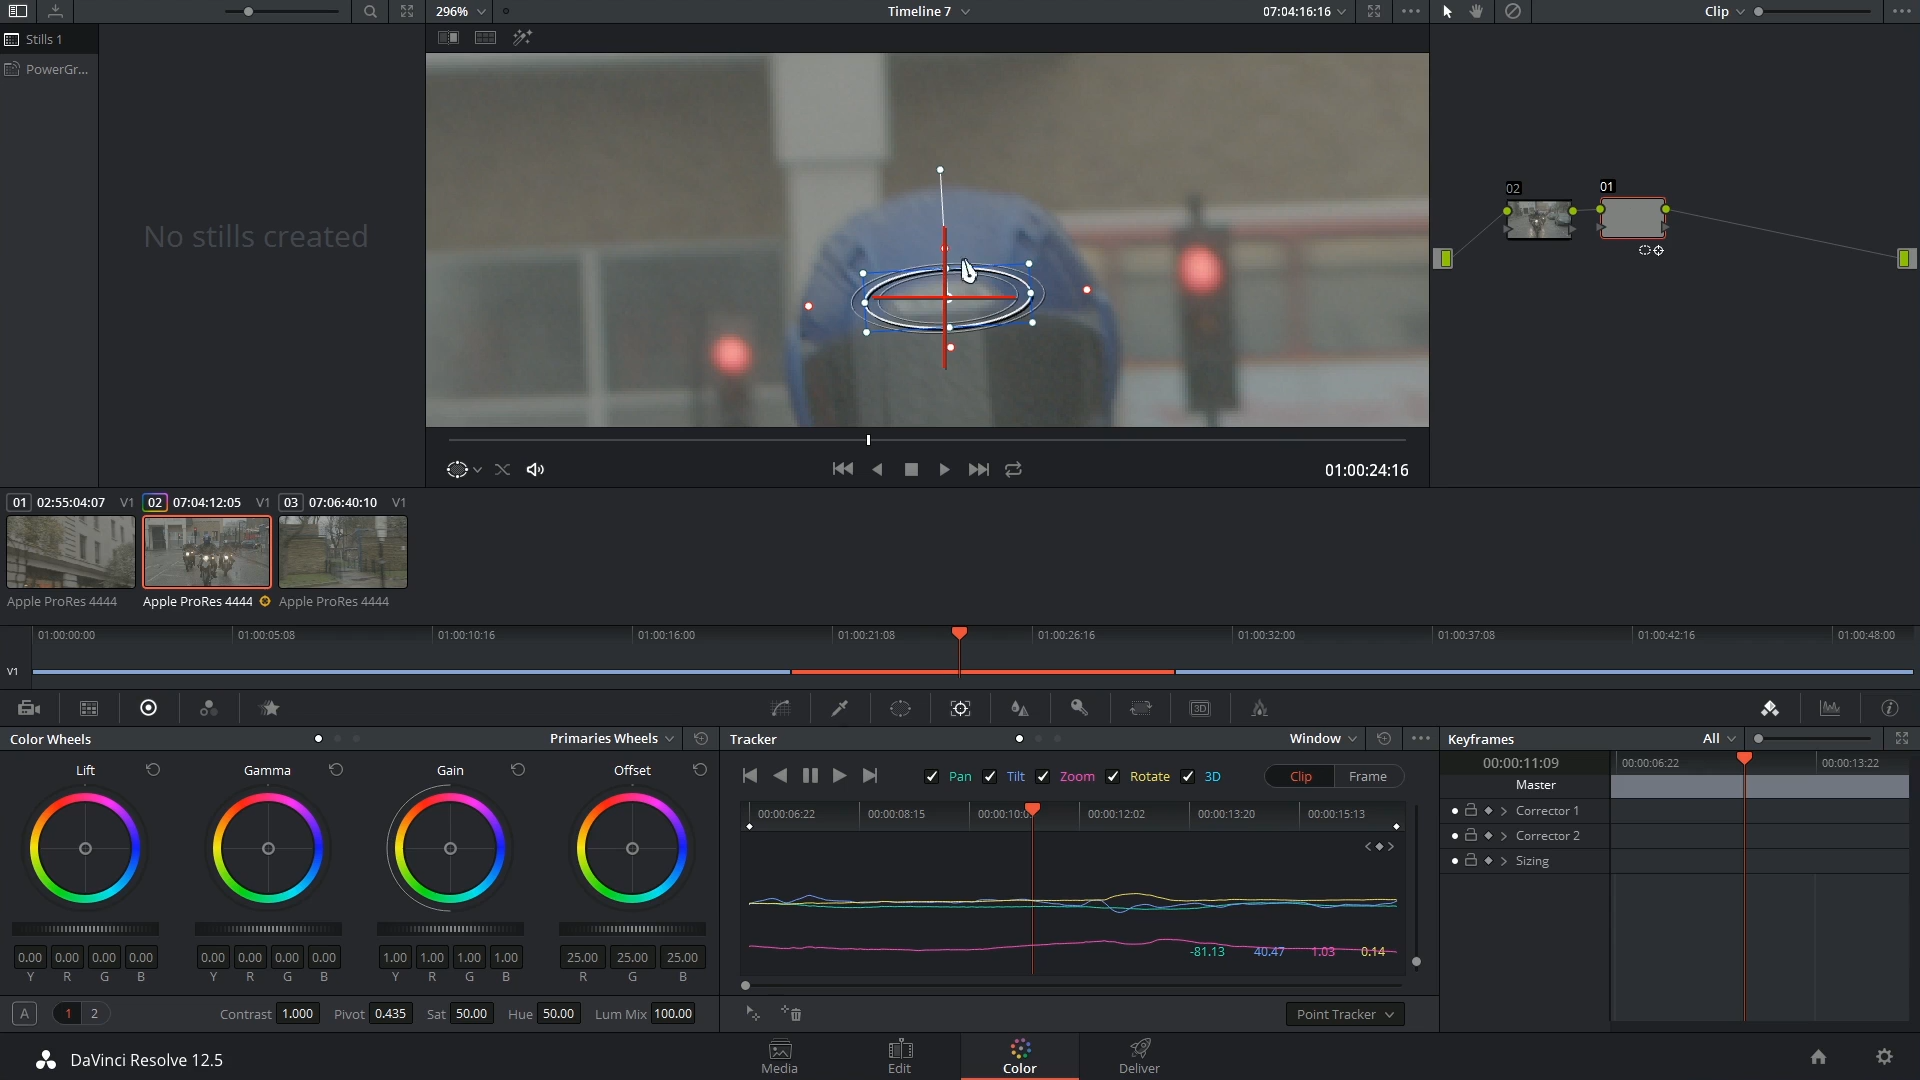 296%
Timeline 7
07:04:16:16
Clip
Stills 1
PowerGr...
No stills created
02
01
01:00:24:16
01 02:55:04:07 V1
02 07:04:12:05 V1
03 07:06:40:10 V1
Apple ProRes 4444
Apple ProRes 4444
Apple ProRes 4444
01:00:00:00
01:00:05:08
01:00:10:16
01:00:16:00
01:00:21:08
01:00:26:16
01:00:32:00
01:00:37:08
01:00:42:16
01:00:48:00
V1
3D
Color Wheels
Primaries Wheels
Lift
Gamma
Gain
Offset
0.00 0.00 0.00 0.00
Y R G B
0.00 0.00 0.00 0.00
Y R G B
1.00 1.00 1.00 1.00
Y R G B
25.00 25.00 25.00
R G B
A
1 2
Contrast 1.000
Pivot 0.435
Sat 50.00
Hue 50.00
Lum Mix 100.00
Tracker
Window
Pan
Tilt
Zoom
Rotate
3D
Clip
Frame
00:00:06:22
00:00:08:15
00:00:10:0
00:00:12:02
00:00:13:20
00:00:15:13
-81.13
40.47
1.03
0.14
Point Tracker
Keyframes
All
00:00:11:09
00:00:06:22
00:00:13:22
Master
Corrector 1
Corrector 2
Sizing
DaVinci Resolve 12.5
Media
Edit
Color
Deliver